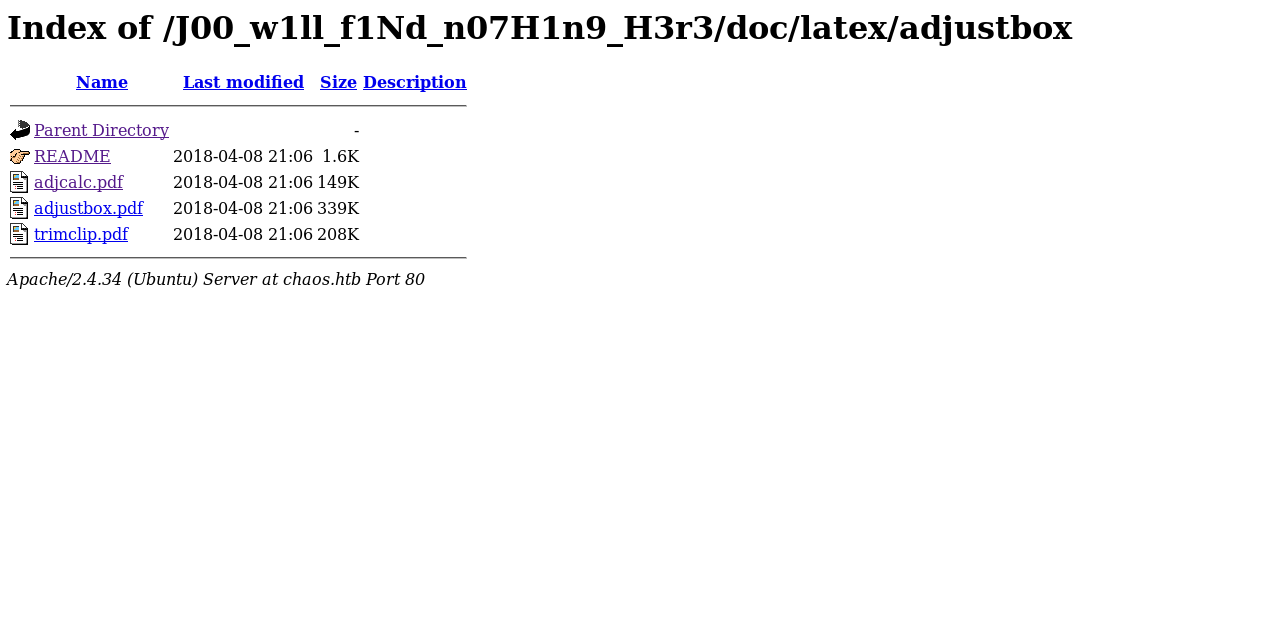 Index of /J00_w1ll_f1Nd_n07H1n9_H3r3/doc/latex/adjustbox
Name Last modified Size Description
Parent Directory -
README 2018-04-08 21:06 1.6K
adjcalc.pdf 2018-04-08 21:06 149K
adjustbox.pdf 2018-04-08 21:06 339K
trimclip.pdf 2018-04-08 21:06 208K
Apache/2.4.34 (Ubuntu) Server at chaos.htb Port 80